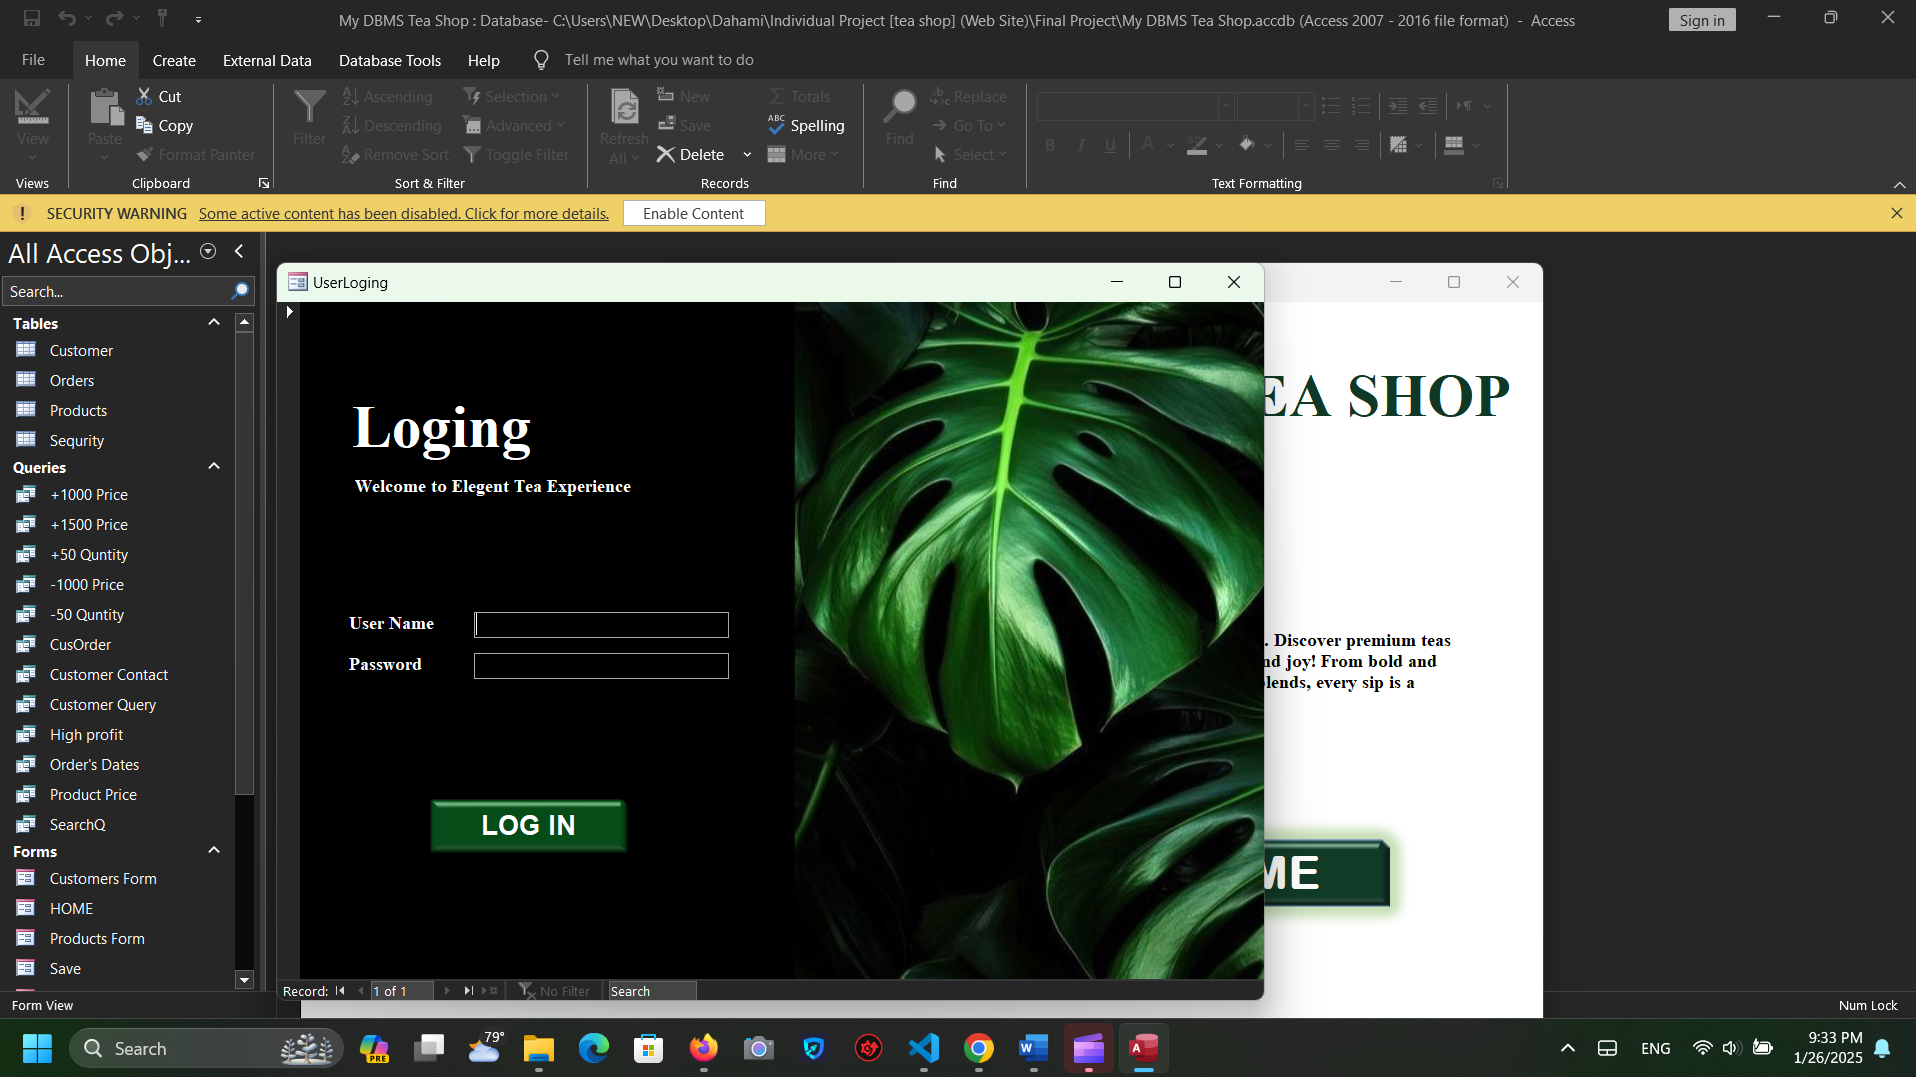 My DBMS Tea Shop : Database- C:\Users\NEW\Desktop\Dahami\Individual Project [tea shop] (Web Site)\Final Project\My DBMS Tea Shop.accdb (Access 2007 - 2016 file format) - Access
Sign in
File
Home
Create
External Data
Database Tools
Help
Tell me what you want to do
View
Paste
Cut
Copy
Format Painter
Filter
Ascending
Descending
Remove Sort
Selection
Advanced
Toggle Filter
Refresh
All
New
Save
Delete
Totals
Spelling
More
Find
Replace
Go To
Select
Views
Clipboard
Sort & Filter
Records
Find
Text Formatting
SECURITY WARNING
Some active content has been disabled. Click for more details.
Enable Content
All Access Obj...
Search...
Tables
Customer
Orders
Products
Sequrity
Queries
+1000 Price
+1500 Price
+50 Quntity
-1000 Price
-50 Quntity
CusOrder
Customer Contact
Customer Query
High profit
Order's Dates
Product Price
SearchQ
Forms
Customers Form
HOME
Products Form
Save
UserLoging
Loging
Welcome to Elegent Tea Experience
User Name
Password
LOG IN
EA SHOP
. Discover premium teas
nd joy! From bold and
lends, every sip is a
ME
Record:
1 of 1
No Filter
Search
Form View
Num Lock
Search
PRE
79°
ENG
9:33 PM
1/26/2025